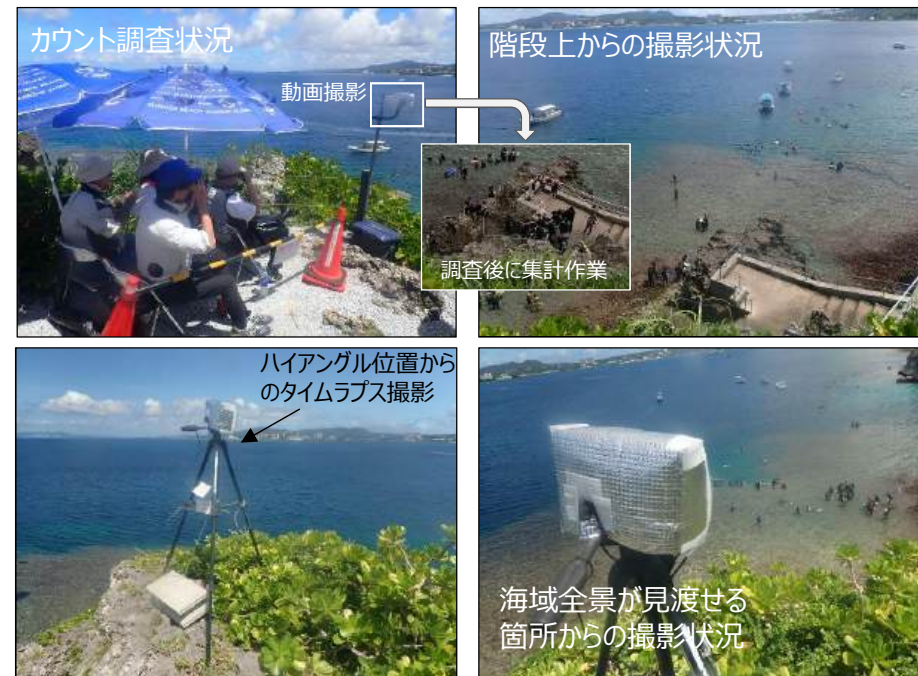 カウント調査状況
動画撮影
階段上からの撮影状況
調査後に集計作業
ハイアングル位置から
のタイムラプス撮影
海域全景が見渡せる
箇所からの撮影状況